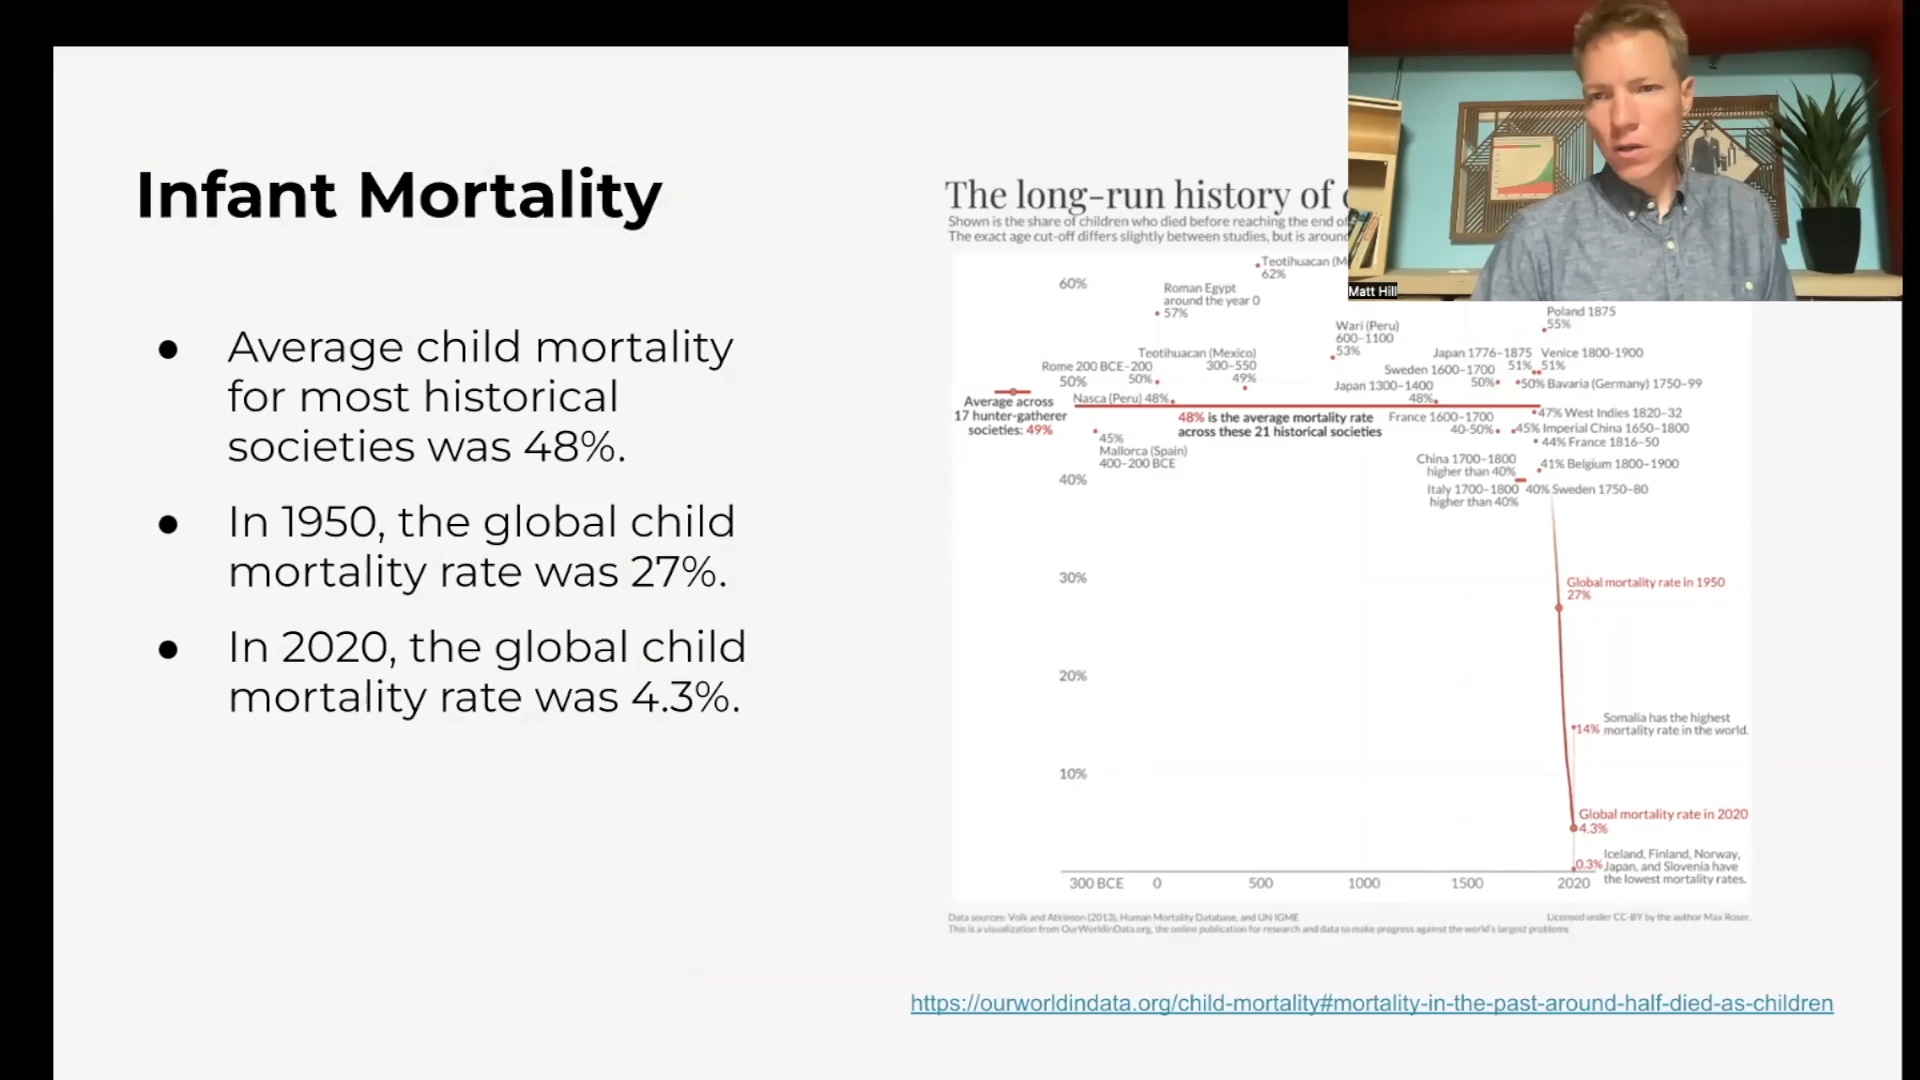 Infant Mortality
● Average child mortality
for most historical
societies was 48%.
● In 1950, the global child
mortality rate was 27%.
● In 2020, the global child
mortality rate was 4.3%.
The long-run history of
Shown is the share of children who died before reaching the end of
The exact age cut-off differs slightly between studies, but is around
Matt Hill
60%
50%
40%
30%
20%
10%
Teotihuacan (M
62%
Roman Egypt
around the year 0
57%
Wari (Peru)
600–1100
53%
Poland 1875
55%
Teotihuacan (Mexico)
300–550
49%
Rome 200 BCE–200
50%
Japan 1776–1875
51%
Venice 1800-1900
51%
Sweden 1600–1700
50%
50% Bavaria (Germany) 1750–99
Japan 1300–1400
48%
Nasca (Peru) 48%
Average across
17 hunter-gatherer
societies: 49%
48% is the average mortality rate
across these 21 historical societies
France 1600–1700
40-50%
47% West Indies 1820–32
45% Imperial China 1650–1800
44% France 1816–50
45%
Mallorca (Spain)
400–200 BCE
China 1700–1800
higher than 40%
41% Belgium 1800–1900
Italy 1700–1800
higher than 40%
40% Sweden 1750–80
Global mortality rate in 1950
27%
14% Somalia has the highest
mortality rate in the world.
Global mortality rate in 2020
4.3%
0.3% Iceland, Finland, Norway,
Japan, and Slovenia have
the lowest mortality rates.
300 BCE 0 500 1000 1500 2020
Data sources: Volk and Atkinson (2013), Human Mortality Database, and UN IGME
Licensed under CC-BY by the author Max Roser.
This is a visualization from OurWorldinData.org, the online publication for research and data to make progress against the world's largest problems
https://ourworldindata.org/child-mortality#mortality-in-the-past-around-half-died-as-children